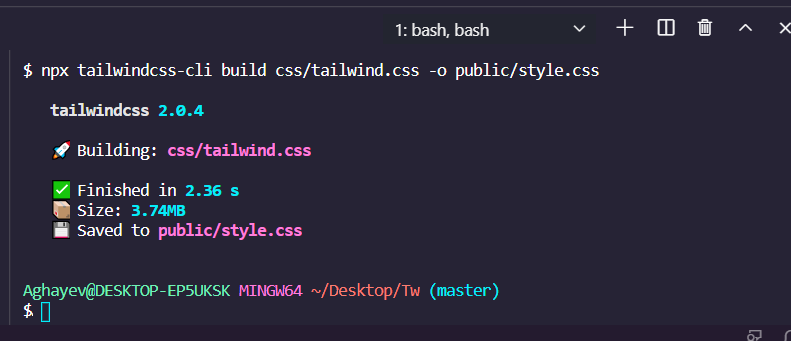 1: bash, bash
$ npx tailwindcss-cli build css/tailwind.css -o public/style.css
tailwindcss 2.0.4
🚀 Building: css/tailwind.css
✅ Finished in 2.36 s
📦 Size: 3.74MB
💾 Saved to public/style.css
Aghayev@DESKTOP-EP5UKSK MINGW64 ~/Desktop/Tw (master)
$